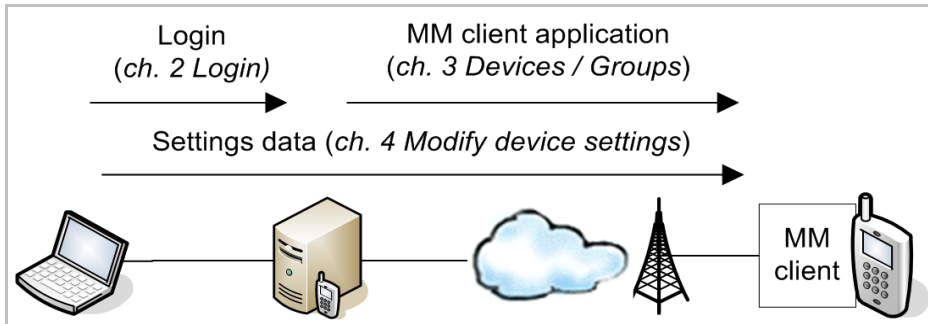 Login
(ch. 2 Login)
MM client application
(ch. 3 Devices / Groups)
Settings data (ch. 4 Modify device settings)
MM
client